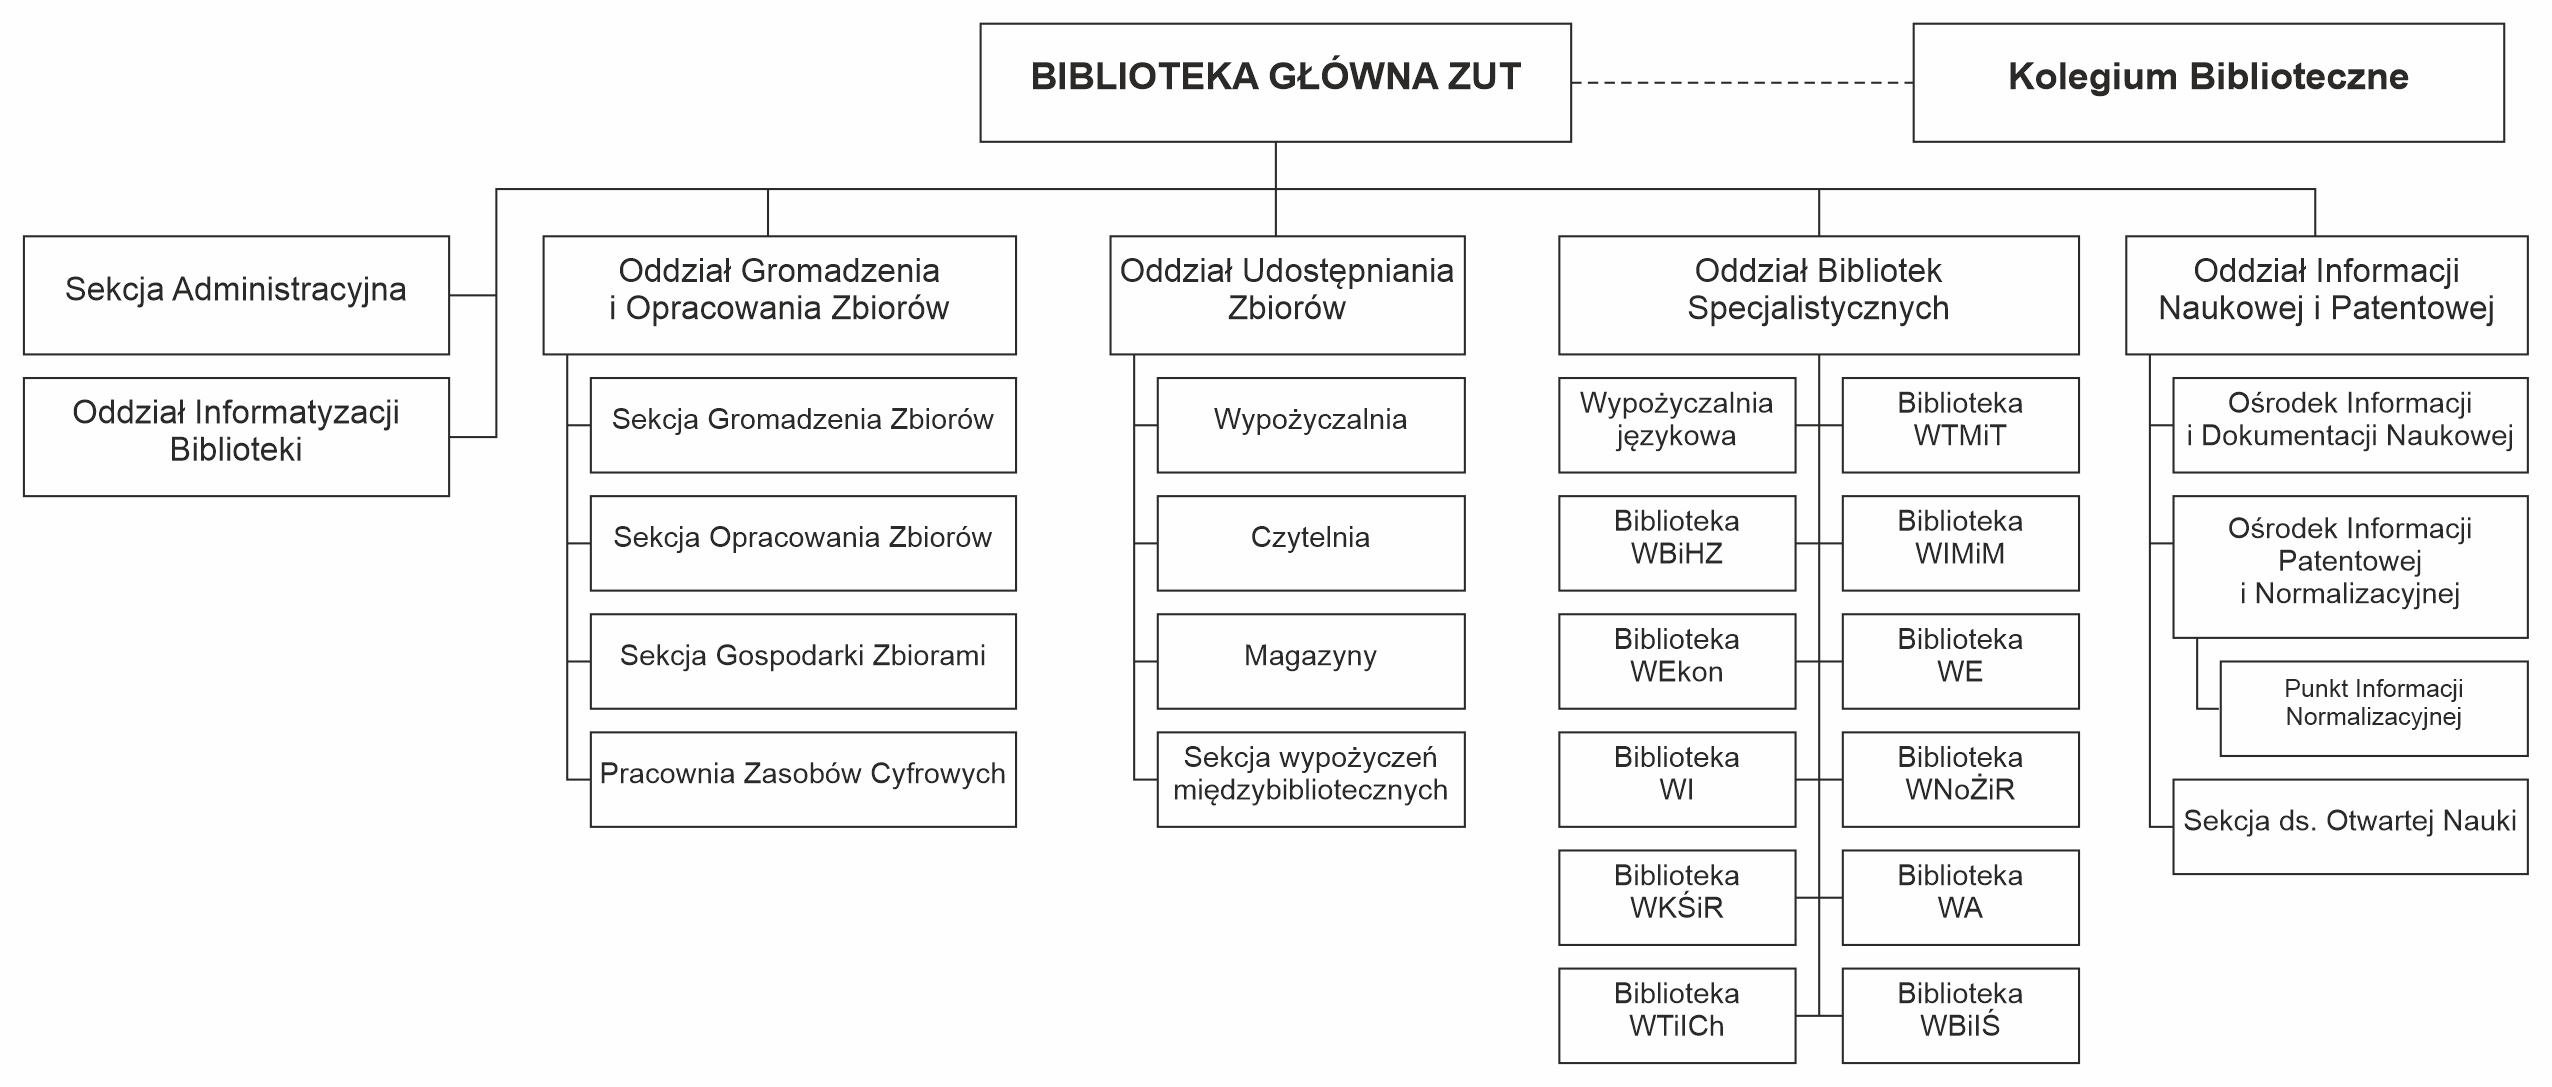 BIBLIOTEKA GŁÓWNA ZUT
Kolegium Biblioteczne
Sekcja Administracyjna
Oddział Informatyzacji
Biblioteki
Oddział Gromadzenia
i Opracowania Zbiorów
Sekcja Gromadzenia Zbiorów
Sekcja Opracowania Zbiorów
Sekcja Gospodarki Zbiorami
Pracownia Zasobów Cyfrowych
Oddział Udostępniania
Zbiorów
Wypożyczalnia
Czytelnia
Magazyny
Sekcja wypożyczeń
międzybibliotecznych
Oddział Bibliotek
Specjalistycznych
Wypożyczalnia
językowa
Biblioteka
WTMiT
Biblioteka
WBiHZ
Biblioteka
WIMiM
Biblioteka
WEkon
Biblioteka
WE
Biblioteka
WI
Biblioteka
WNoŻiR
Biblioteka
WKŚiR
Biblioteka
WA
Biblioteka
WTiICh
Biblioteka
WBiIŚ
Oddział Informacji
Naukowej i Patentowej
Ośrodek Informacji
i Dokumentacji Naukowej
Ośrodek Informacji
Patentowej
i Normalizacyjnej
Punkt Informacji
Normalizacyjnej
Sekcja ds. Otwartej Nauki